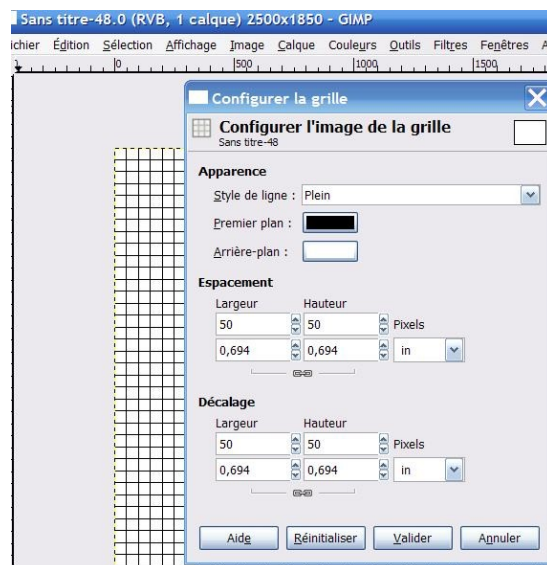 Sans titre-48.0 (RVB, 1 calque) 2500x1850 - GIMP
ichier Édition Sélection Affichage Image Calque Couleurs Outils Filtres Fenêtres A
0 500 1000 1500
Configurer la grille
Configurer l'image de la grille
Sans titre-48
Apparence
Style de ligne : Plein
Premier plan :
Arrière-plan :
Espacement
Largeur Hauteur
50 50 Pixels
0,694 0,694 in
Décalage
Largeur Hauteur
50 50 Pixels
0,694 0,694 in
Aide Réinitialiser Valider Annuler